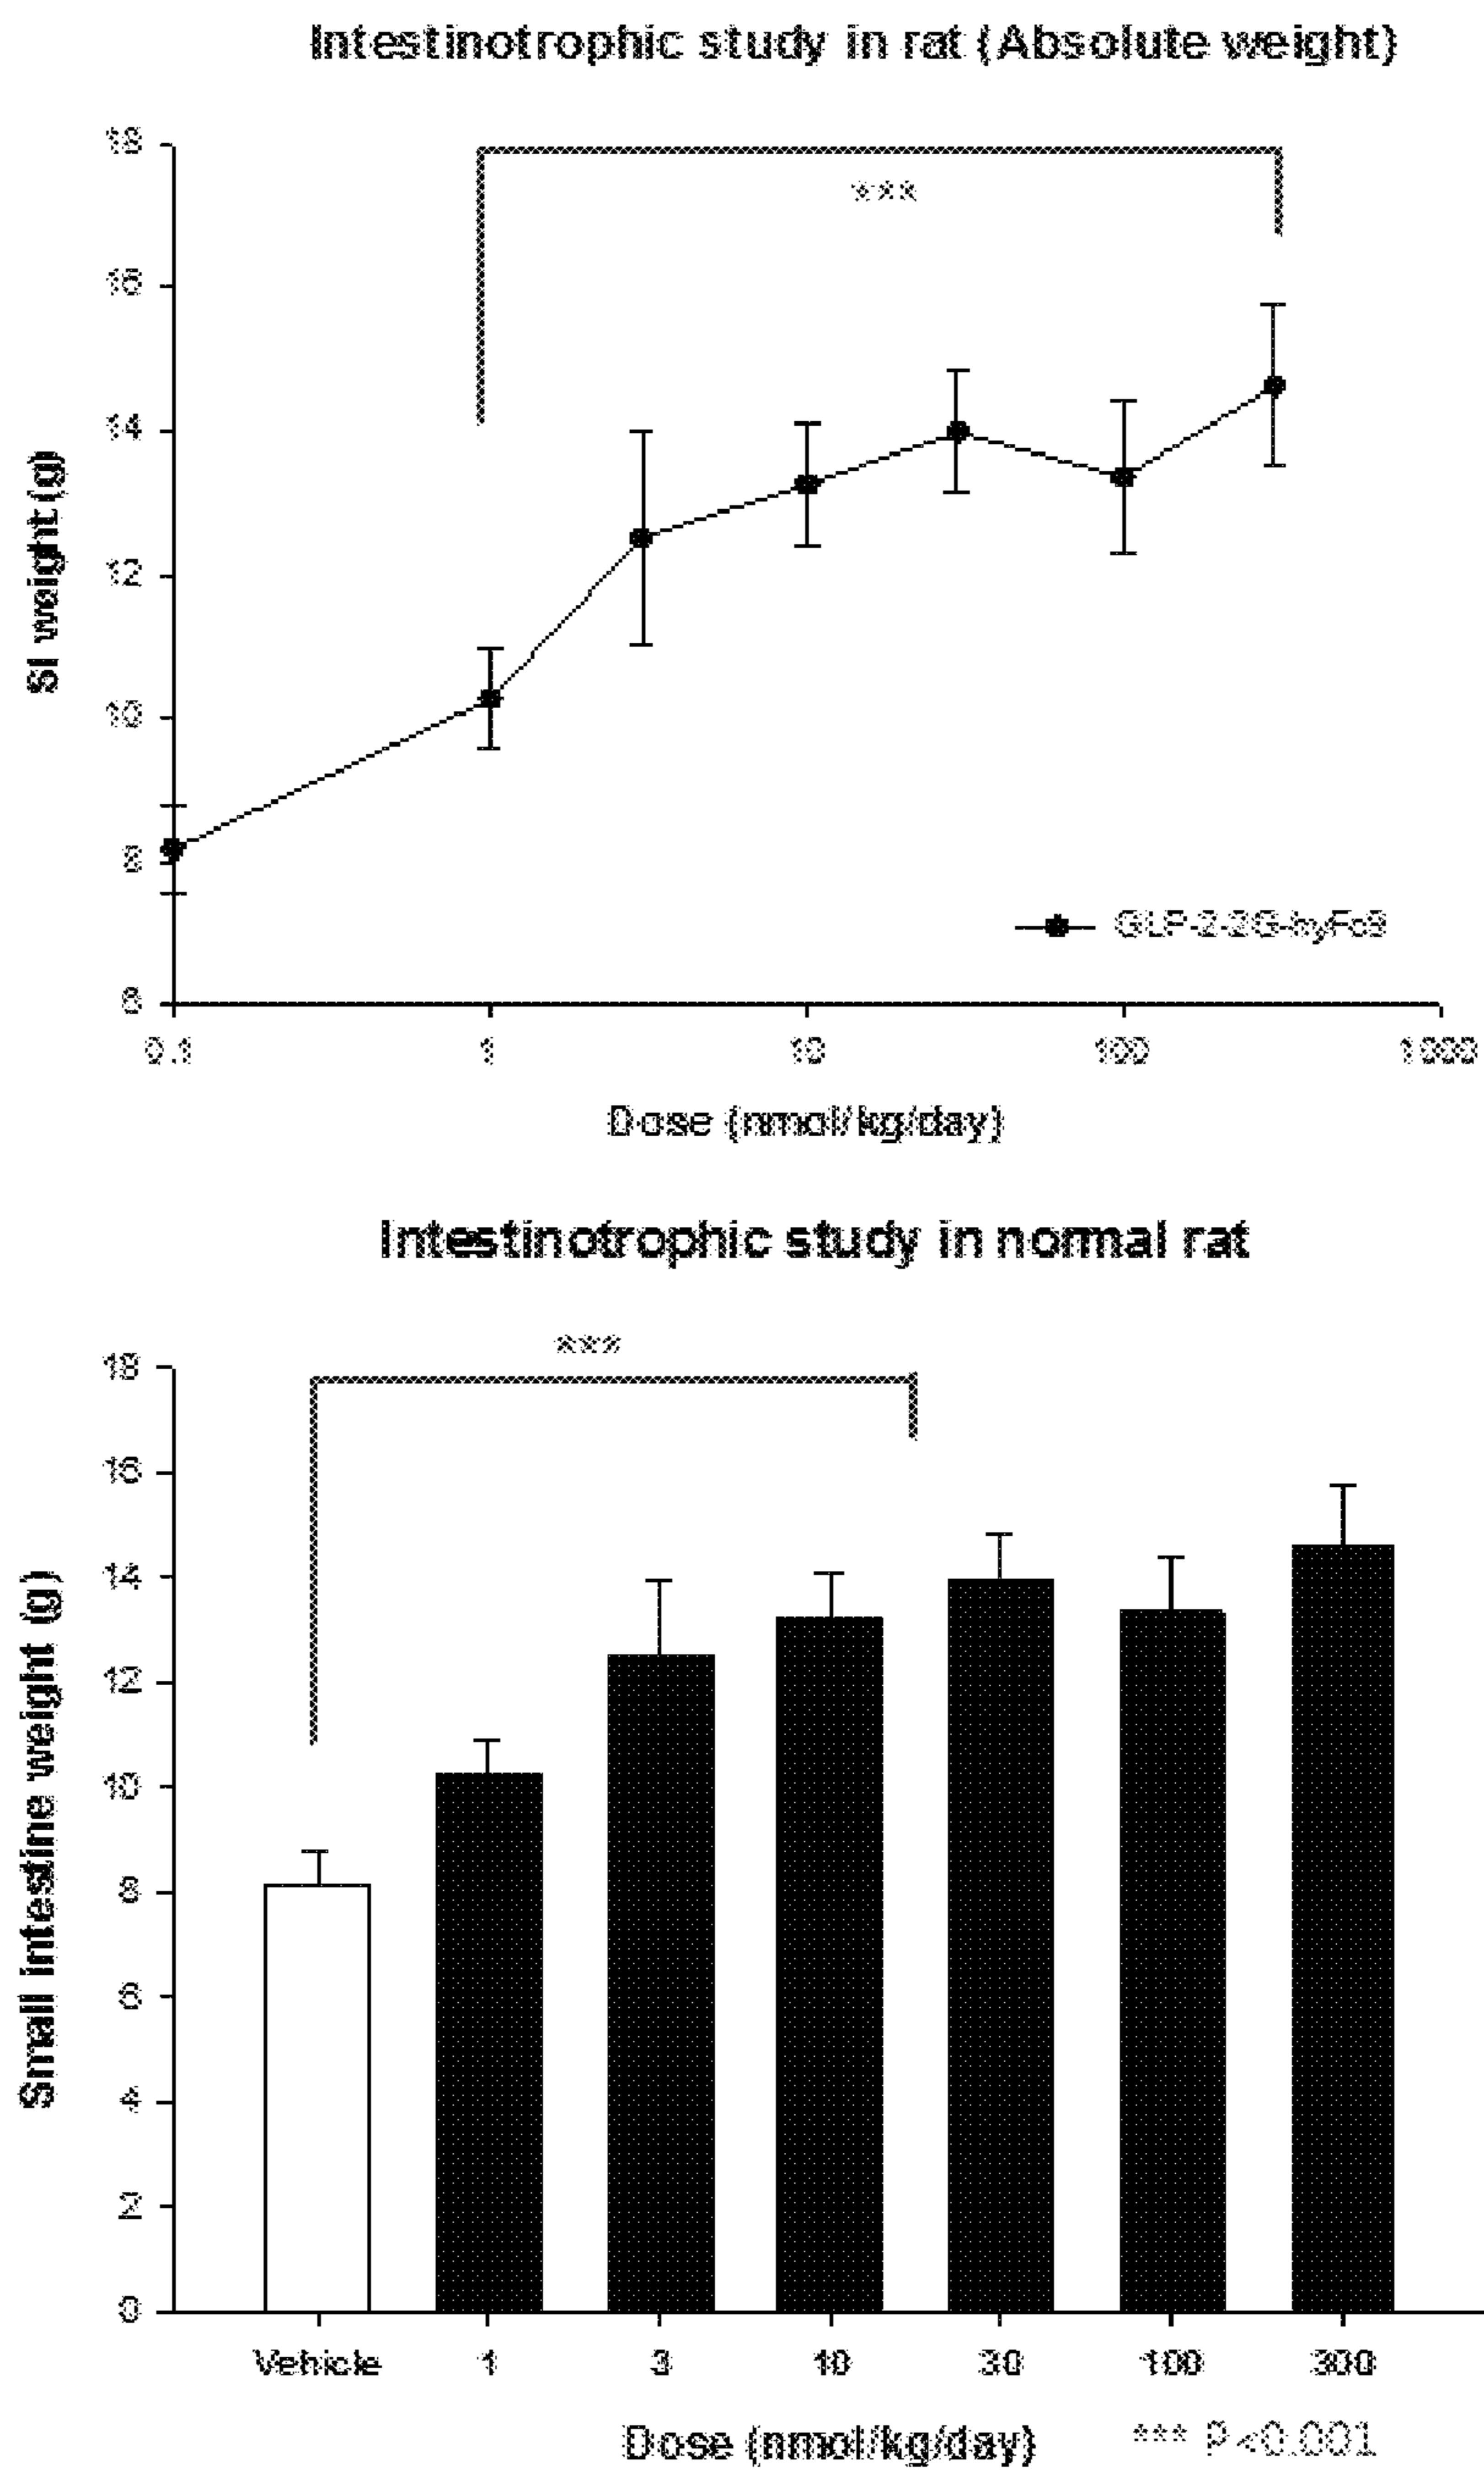 Intestinotrophic study in rat (Absolute weight)
18
***
16
14
12
10
8
6
SI weight (g)
GLP-2-2G-hyFc9
0.1 1 10 100 1000
Dose (nmol/kg/day)
Intestinotrophic study in normal rat
***
18
16
14
12
10
8
6
4
2
0
Small intestine weight (g)
Vehicle 1 3 10 30 100 300
Dose (nmol/kg/day) *** P<0.001